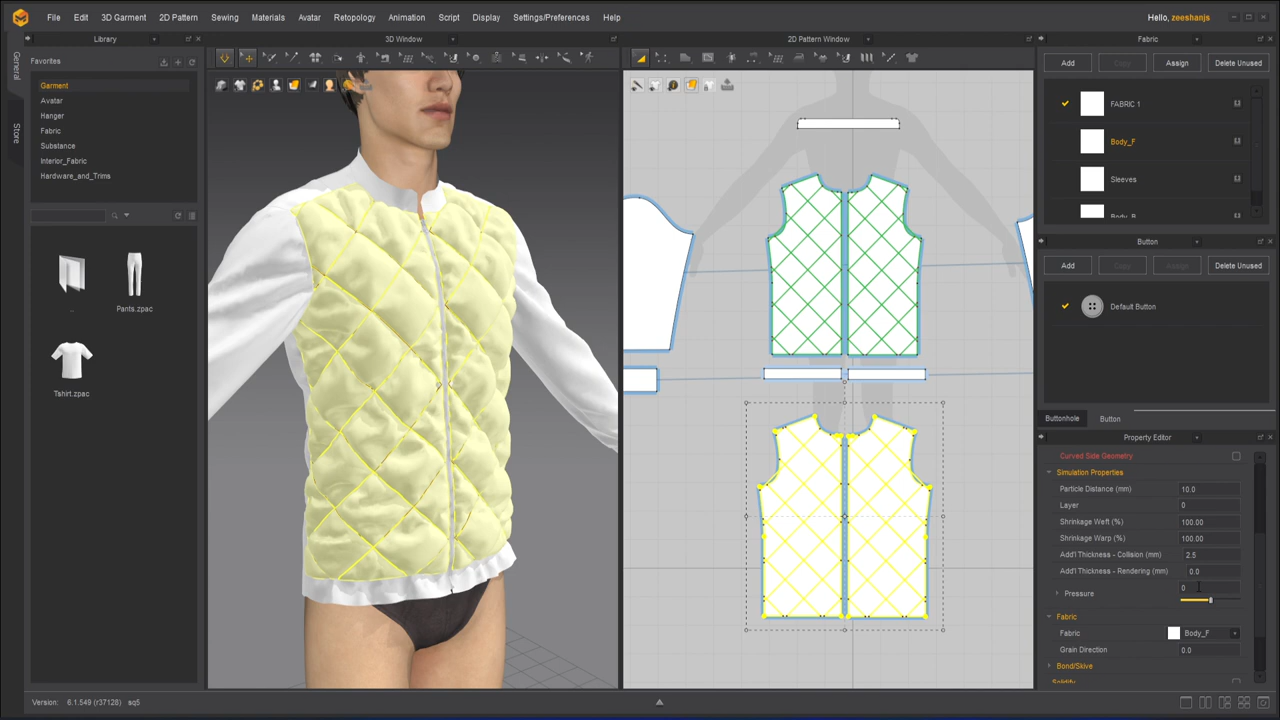 File Edit 3D Garment 2D Pattern Sewing Materials Avatar Retopology Animation Script Display Settings/Preferences Help Hello, zeeshanjs
General
Store
Library
Favorites
Garment
Avatar
Hanger
Fabric
Substance
Interior_Fabric
Hardware_and_Trims
..
Pants.zpac
Tshirt.zpac
3D Window
2D Pattern Window
Fabric
Add Copy Assign Delete Unused
FABRIC 1
Body_F
Sleeves
Body_B
Button
Add Copy Assign Delete Unused
Default Button
Buttonhole Button
Property Editor
Curved Side Geometry
Simulation Properties
Particle Distance (mm) 10.0
Layer 0
Shrinkage Weft (%) 100.00
Shrinkage Warp (%) 100.00
Add'l Thickness - Collision (mm) 2.5
Add'l Thickness - Rendering (mm) 0.0
Pressure 0
Fabric
Fabric Body_F
Grain Direction 0.0
Bond/Skive
Solidify
Version: 6.1.549 (r37128) sq5